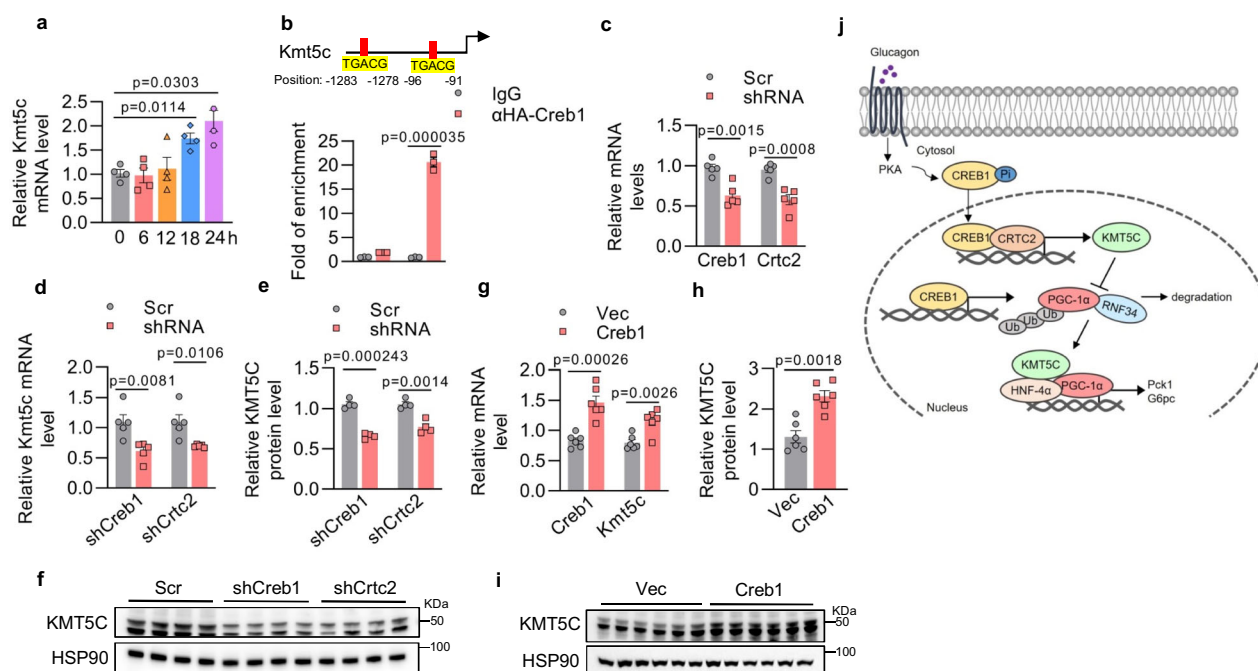 a
p=0.0303
p=0.0114
Relative Kmt5c
mRNA level
2.5
2.0
1.5
1.0
0.5
0.0
0 6 12 18 24h
b
Kmt5c
TGACG TGACG
Position: -1283 -1278 -96 -91
IgG
αHA-Creb1
p=0.000035
Fold of enrichment
25
20
15
10
5
0
c
Scr
shRNA
p=0.0015
p=0.0008
Relative mRNA
levels
1.5
1.0
0.5
0.0
Creb1 Crtc2
d
Scr
shRNA
p=0.0106
p=0.0081
Relative Kmt5c mRNA
level
2.0
1.5
1.0
0.5
0.0
shCreb1 shCrtc2
e
Scr
shRNA
p=0.000243
p=0.0014
Relative KMT5C
protein level
1.5
1.0
0.5
0.0
shCreb1 shCrtc2
g
Vec
Creb1
p=0.00026
p=0.0026
Relative mRNA
level
2.0
1.5
1.0
0.5
0.0
Creb1 Kmt5c
h
p=0.0018
Relative KMT5C
protein level
3
2
1
0
Vec Creb1
f
Scr shCreb1 shCrtc2
KDa
KMT5C
50
100
HSP90
i
Vec Creb1
KDa
KMT5C
50
100
HSP90
j
Glucagon
PKA
Cytosol
CREB1 Pi
CREB1 CRTC2 KMT5C
CREB1
PGC-1α RNF34 degradation
Ub Ub Ub
KMT5C
HNF-4α PGC-1α
Pck1
G6pc
Nucleus